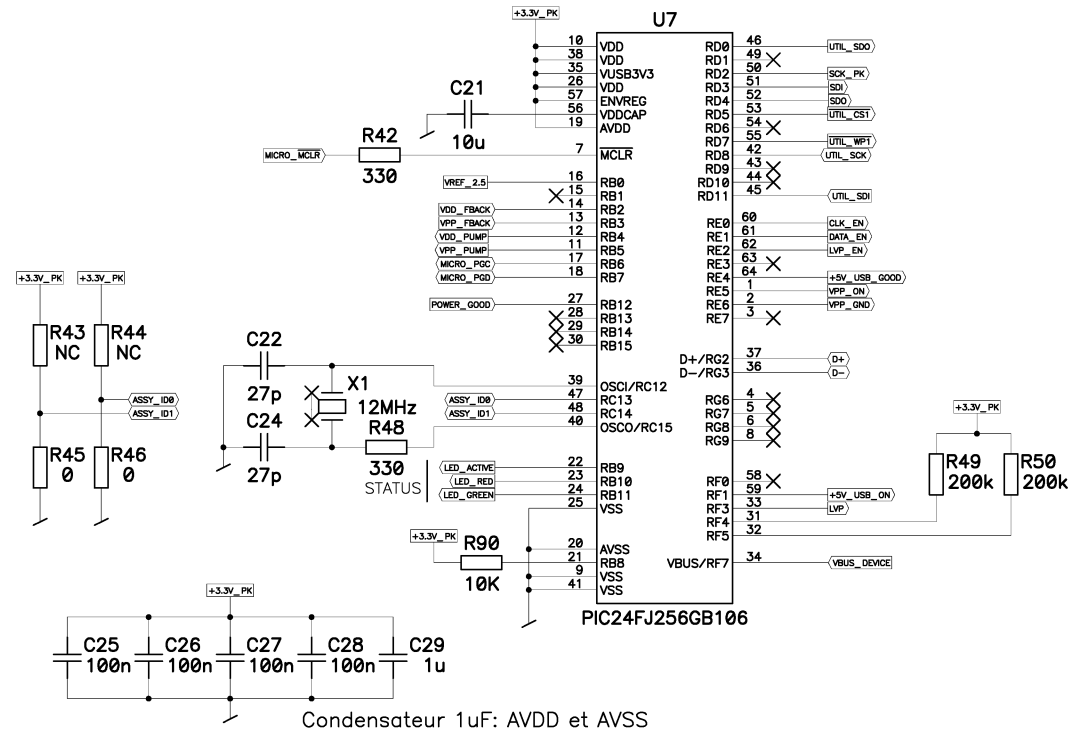 +3.3V_PK
U7
10 VDD
38 VDD
35 VUSB3V3
26 VDD
57 ENVREG
56 VDDCAP
19 AVDD
C21
10u
R42
330
MICRO_MCLR
7 MCLR
VREF_2.5 16 RB0
15 RB1
VDD_FBACK 14 RB2
VPP_FBACK 13 RB3
VDD_PUMP 12 RB4
VPP_PUMP 11 RB5
MICRO_PGC 17 RB6
MICRO_PGD 18 RB7
POWER_GOOD 27 RB12
28 RB13
29 RB14
30 RB15
39 OSCI/RC12
ASSY_ID0 47 RC13
ASSY_ID1 48 RC14
40 OSCO/RC15
LED_ACTIVE 22 RB9
LED_RED 23 RB10
LED_GREEN 24 RB11
STATUS
25 VSS
20 AVSS
21 RB8
9 VSS
41 VSS
+3.3V_PK
R90
10K
RD0 46 UTIL_SDO
RD1 49
RD2 50 SCK_PK
RD3 51 SDI
RD4 52 SDO
RD5 53 UTIL_CS1
RD6 54
RD7 55 UTIL_WP1
RD8 42 UTIL_SCK
RD9 43
RD10 44
RD11 45 UTIL_SDI
RE0 60 CLK_EN
RE1 61 DATA_EN
RE2 62 LVP_EN
RE3 63
RE4 64 +5V_USB_GOOD
RE5 1 VPP_ON
RE6 2 VPP_GND
RE7 3
D+/RG2 37 D+
D-/RG3 36 D-
RG6 4
RG7 5
RG8 6
RG9 8
RF0 58
RF1 59 +5V_USB_ON
RF3 33 LVP
RF4 31
RF5 32
VBUS/RF7 34 VBUS_DEVICE
PIC24FJ256GB106
+3.3V_PK
R49
200k
R50
200k
+3.3V_PK +3.3V_PK
R43
NC
R44
NC
ASSY_ID0
ASSY_ID1
R45
0
R46
0
C22
27p
X1
12MHz
C24
27p
R48
330
+3.3V_PK
C25
100n
C26
100n
C27
100n
C28
100n
C29
1u
Condensateur 1uF: AVDD et AVSS